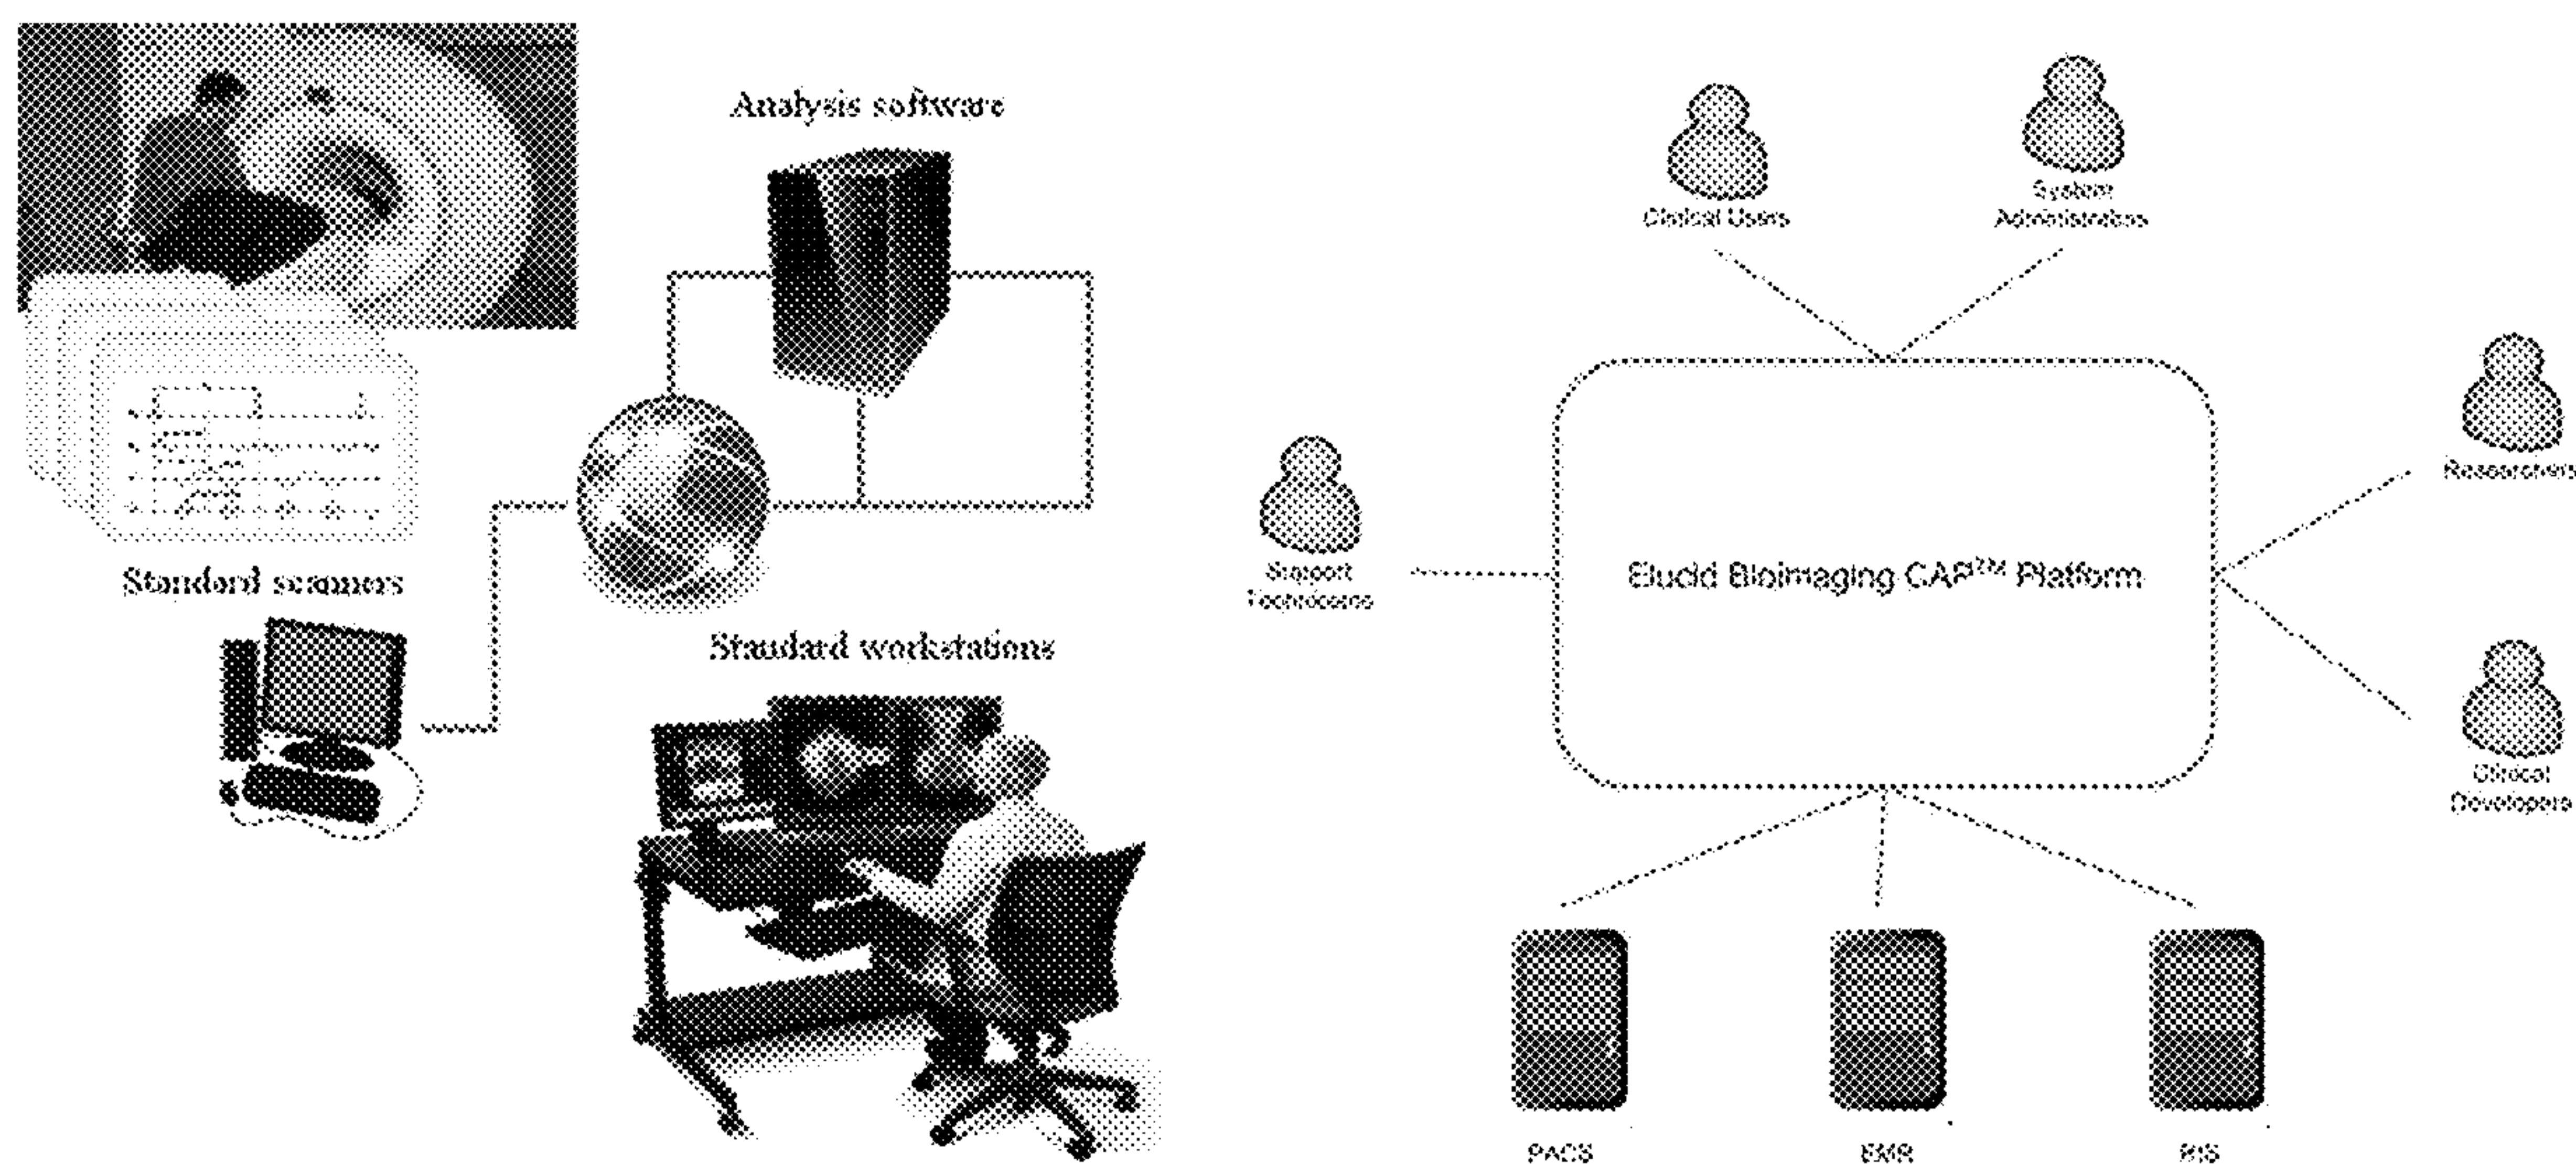 Analysis software
Standard scanners
Standard workstations
Clinical Users
System
Administrators
Support
Technicians
Elucid Bioimaging CAP™ Platform
Researchers
Clinical
Developers
PACS
EMR
RIS